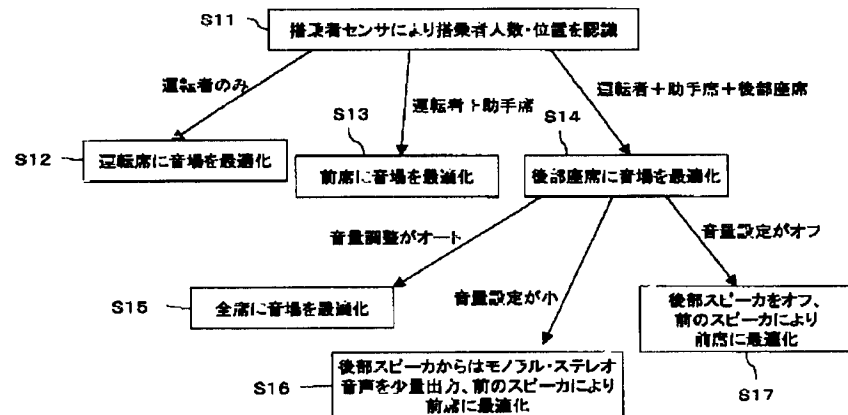 S11
搭乗者センサにより搭乗者人数・位置を認識
運転者のみ
運転者+助手席
運転者+助手席+後部座席
S13
S14
S12
運転席に音場を最適化
前席に音場を最適化
後部座席に音場を最適化
音量調整がオート
音量設定が小
音量設定がオフ
S15
全席に音場を最適化
後部スピーカをオフ、
前のスピーカにより
前席に最適化
S16
後部スピーカからはモノラル・ステレオ
音声を少量出力、前のスピーカにより
前席に最適化
S17